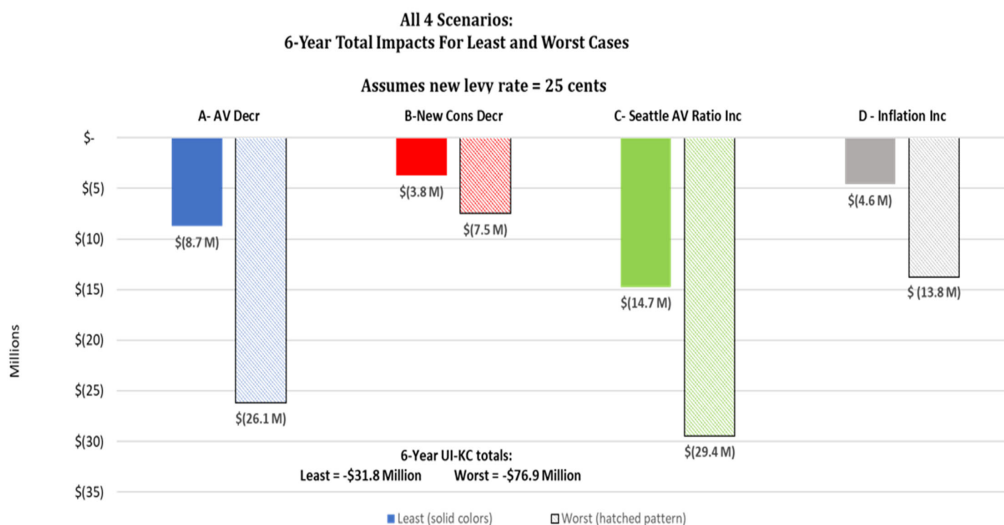 All 4 Scenarios:
6-Year Total Impacts For Least and Worst Cases
Assumes new levy rate = 25 cents
A- AV Decr
B-New Cons Decr
C- Seattle AV Ratio Inc
D - Inflation Inc
$-
$(5)
$(10)
$(15)
$(20)
$(25)
$(30)
$(35)
Millions
$(8.7 M)
$(26.1 M)
$(3.8 M)
$(7.5 M)
$(14.7 M)
$(29.4 M)
$(4.6 M)
$ (13.8 M)
6-Year UI-KC totals:
Least = -$31.8 Million Worst = -$76.9 Million
Least (solid colors)
Worst (hatched pattern)